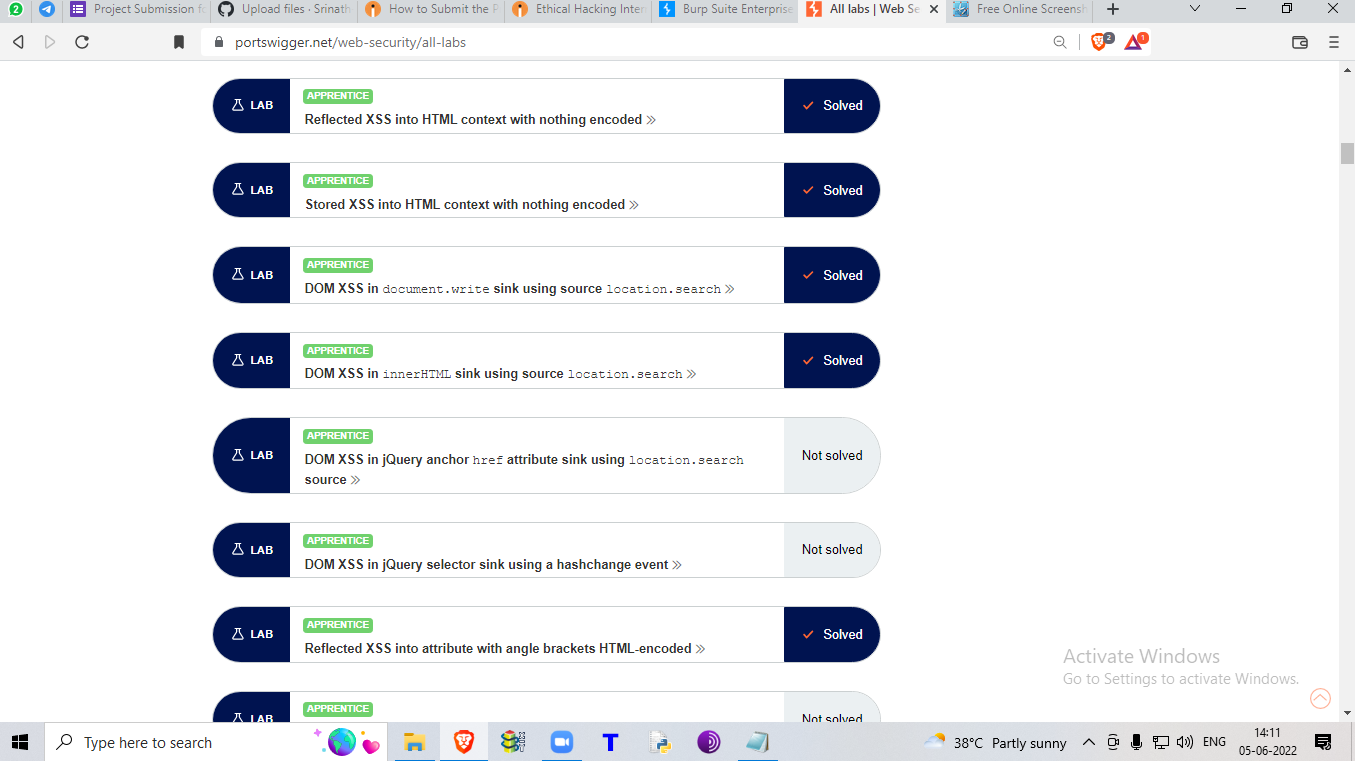 2
Project Submission fo
Upload files · Srinath
How to Submit the P
Ethical Hacking Inter
Burp Suite Enterprise
All labs | Web Se
Free Online Screensh
portswigger.net/web-security/all-labs
2
1
LAB
APPRENTICE
Reflected XSS into HTML context with nothing encoded
Solved
LAB
APPRENTICE
Stored XSS into HTML context with nothing encoded
Solved
LAB
APPRENTICE
DOM XSS in document.write sink using source location.search
Solved
LAB
APPRENTICE
DOM XSS in innerHTML sink using source location.search
Solved
LAB
APPRENTICE
DOM XSS in jQuery anchor href attribute sink using location.search
source
Not solved
LAB
APPRENTICE
DOM XSS in jQuery selector sink using a hashchange event
Not solved
LAB
APPRENTICE
Reflected XSS into attribute with angle brackets HTML-encoded
Solved
LAB
APPRENTICE
Not solved
Activate Windows
Go to Settings to activate Windows.
Type here to search
T
38°C Partly sunny
ENG
14:11
05-06-2022